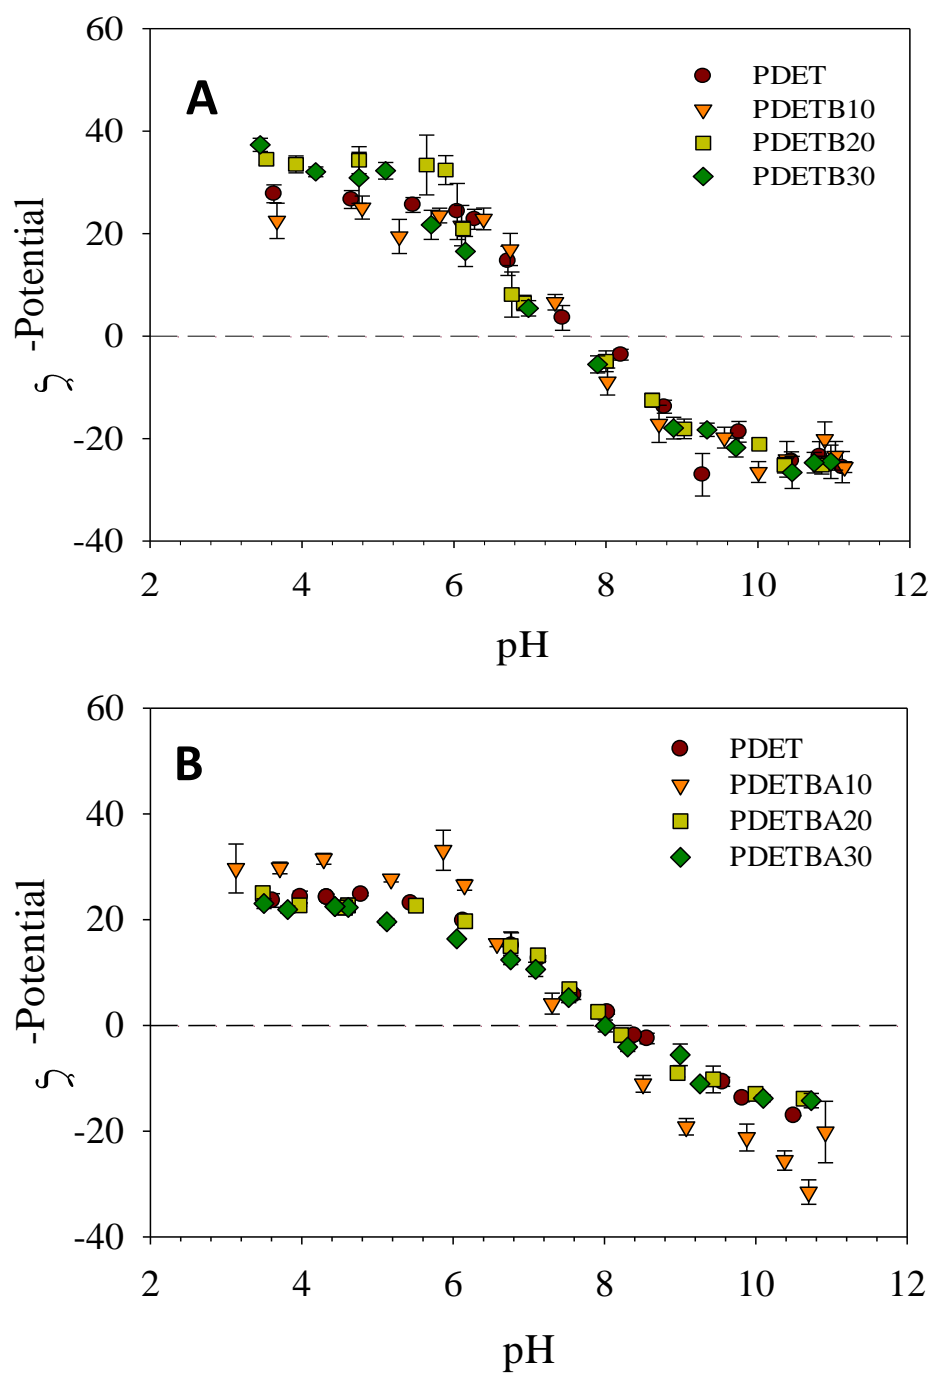 A
60
40
20
0
-20
-40
ζ -Potential
PDET
PDETB10
PDETB20
PDETB30
2 4 6 8 10 12
pH
B
60
40
20
0
-20
-40
ζ -Potential
PDET
PDETBA10
PDETBA20
PDETBA30
2 4 6 8 10 12
pH